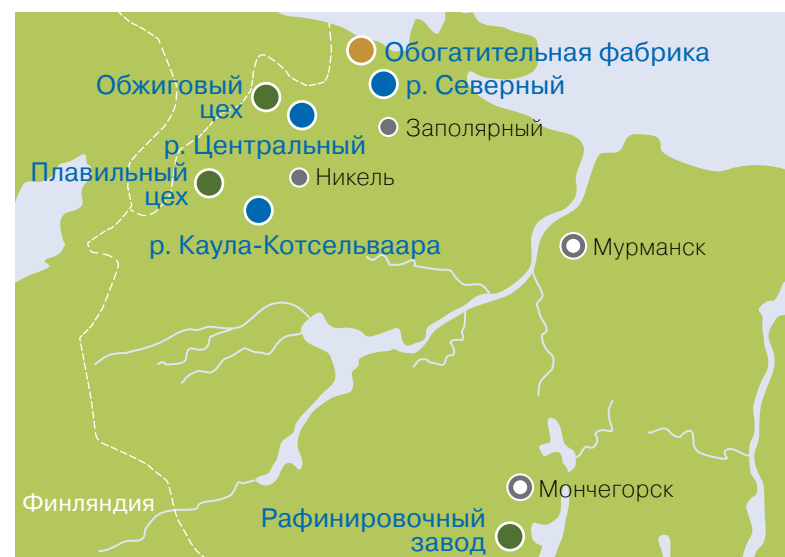 Обогатительная фабрика
Обжиговый
цех
р. Северный
Заполярный
р. Центральный
Плавильный
цех
Никель
р. Каула-Котсельваара
Мурманск
Мончегорск
Финляндия
Рафинировочный
завод